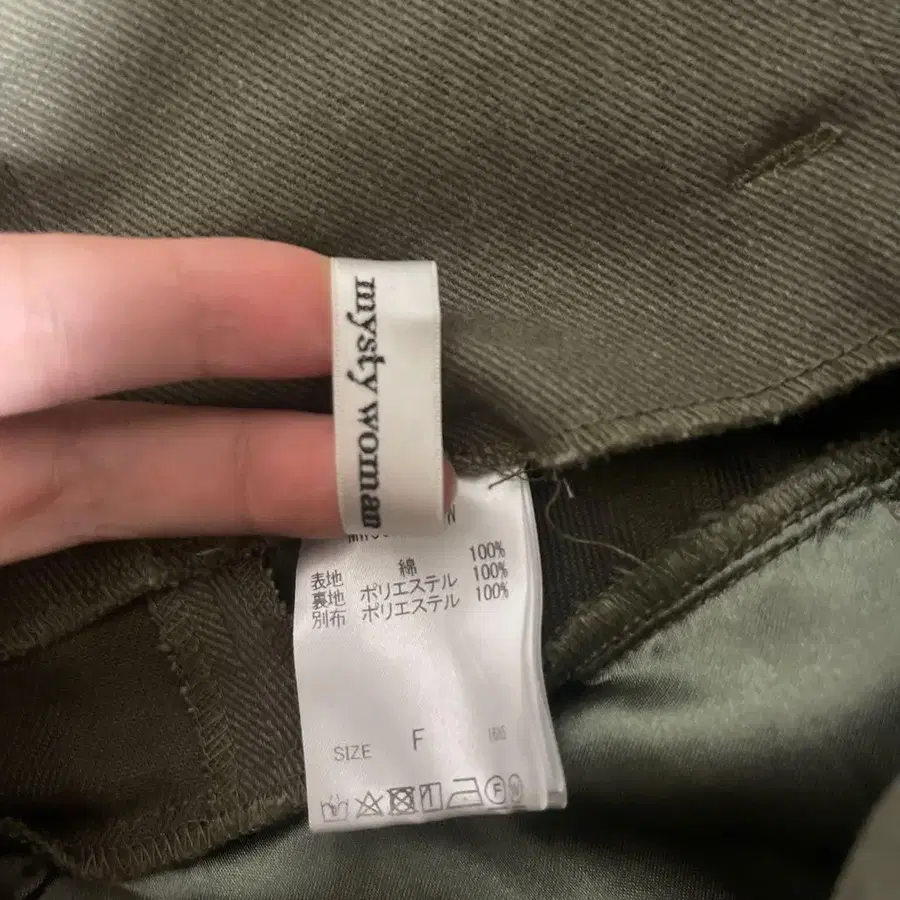 mysty woman
表地 綿 100%
裏地 ポリエステル 100%
別布 ポリエステル 100%
SIZE F